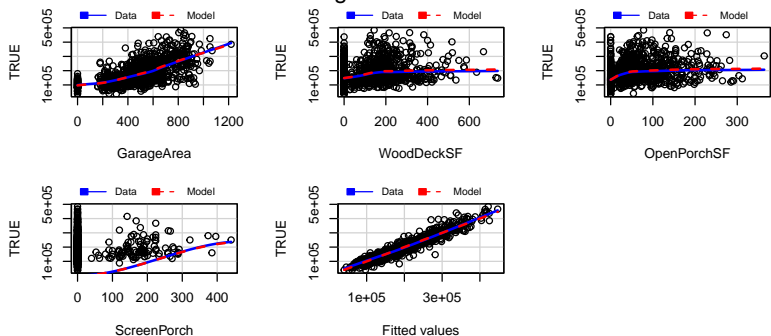 Data Model
TRUE
1e+05 5e+05
0 400 800 1200
GarageArea
Data Model
TRUE
1e+05 5e+05
0 200 400 600
WoodDeckSF
Data Model
TRUE
1e+05 5e+05
0 100 200 300
OpenPorchSF
Data Model
TRUE
1e+05 5e+05
0 100 200 300 400
ScreenPorch
Data Model
TRUE
1e+05 5e+05
1e+05 3e+05
Fitted values